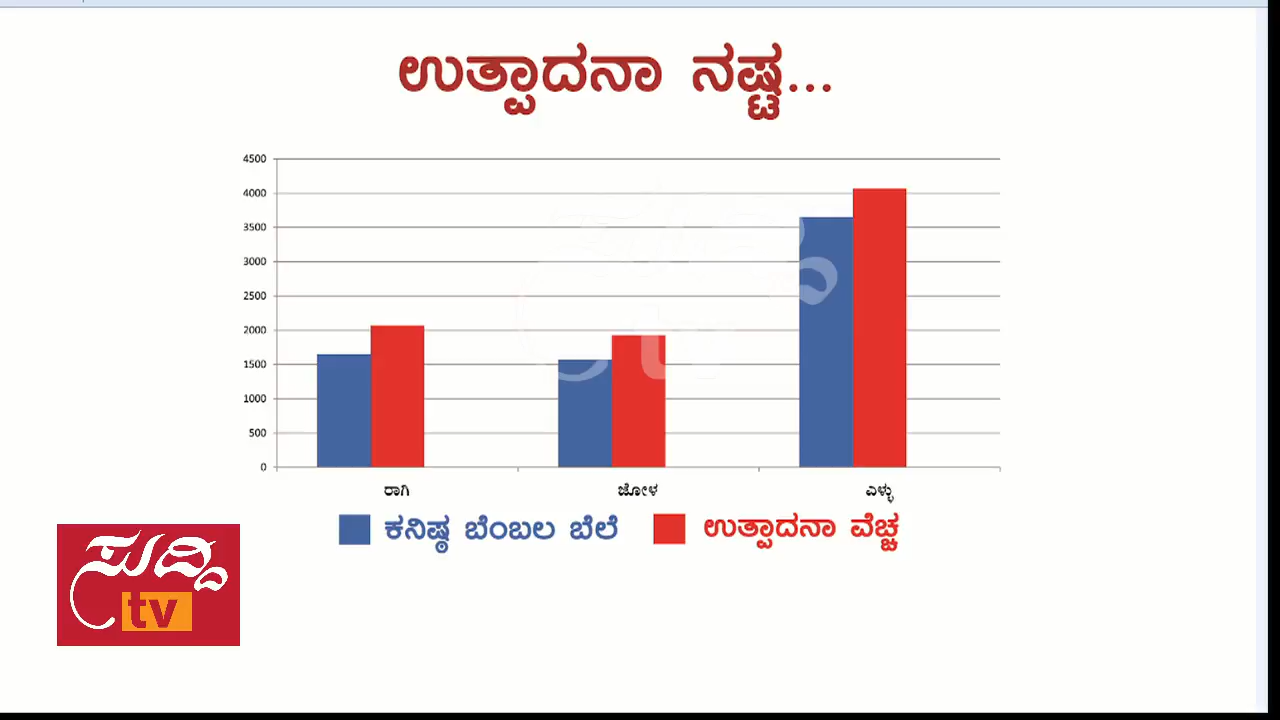 ಉತ್ಪಾದನಾ ನಷ್ಟ...
4500
4000
3500
3000
2500
2000
1500
1000
500
0
ರಾಗಿ ಜೋಳ ಎಳ್ಳು
ಕನಿಷ್ಠ ಬೆಂಬಲ ಬೆಲೆ ಉತ್ಪಾದನಾ ವೆಚ್ಚ
ಸುದ್ದಿ
tv